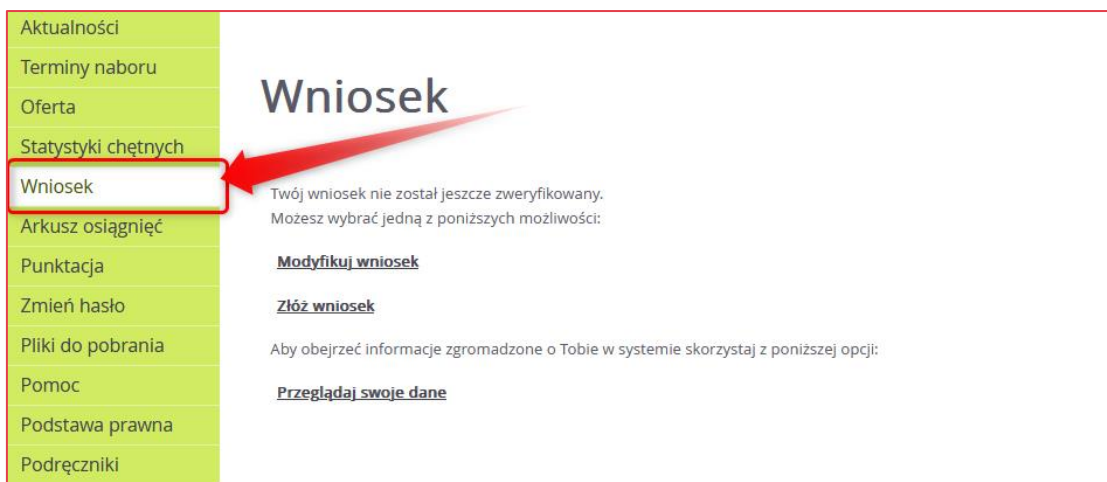 Aktualności
Terminy naboru
Oferta
Statystyki chętnych
Wniosek
Arkusz osiągnięć
Punktacja
Zmień hasło
Pliki do pobrania
Pomoc
Podstawa prawna
Podręczniki
Wniosek
Twój wniosek nie został jeszcze zweryfikowany.
Możesz wybrać jedną z poniższych możliwości:
Modyfikuj wniosek
Złóż wniosek
Aby obejrzeć informacje zgromadzone o Tobie w systemie skorzystaj z poniższej opcji:
Przeglądaj swoje dane